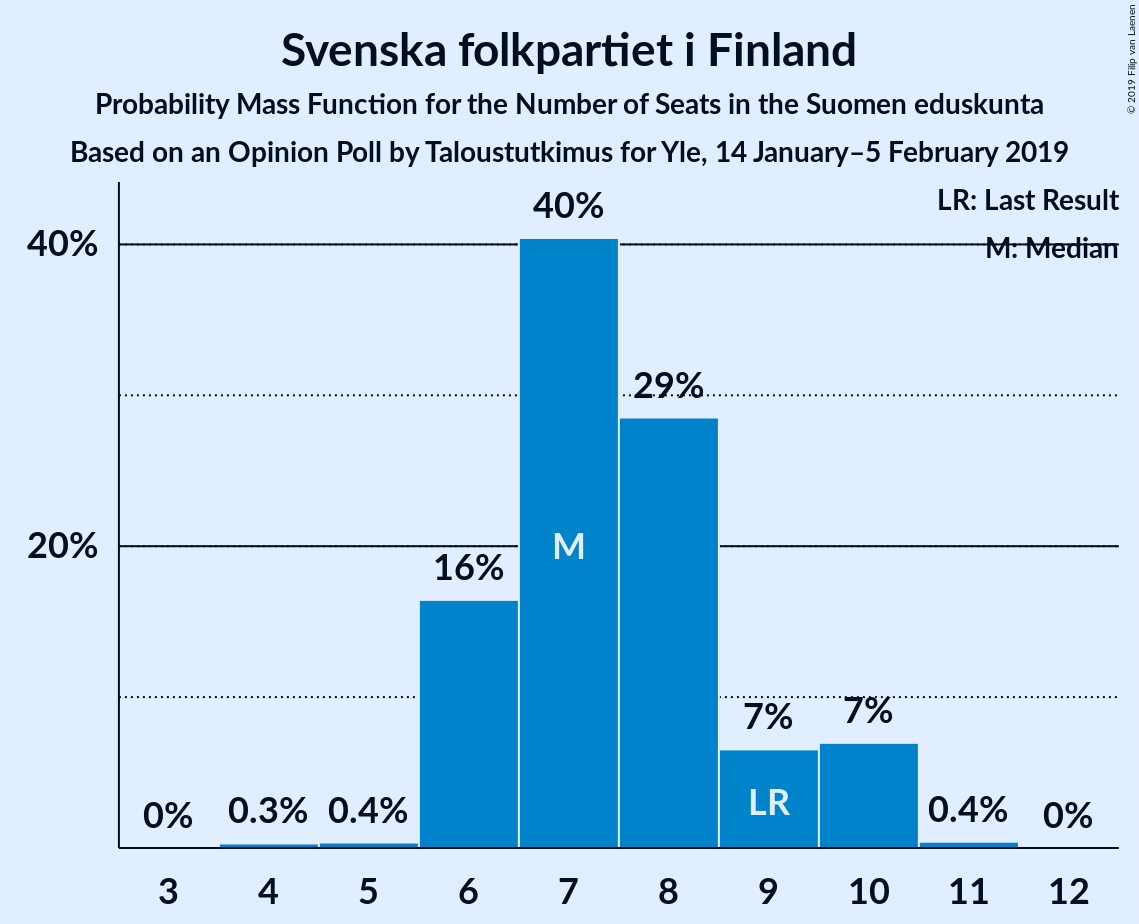 Svenska folkpartiet i Finland
Probability Mass Function for the Number of Seats in the Suomen eduskunta
Based on an Opinion Poll by Taloustutkimus for Yle, 14 January–5 February 2019
© 2019 Filip van Laenen
LR: Last Result
M: Median
40%
20%
0%
0.3%
0.4%
16%
40%
29%
7%
7%
0.4%
0%
M
LR
3 4 5 6 7 8 9 10 11 12